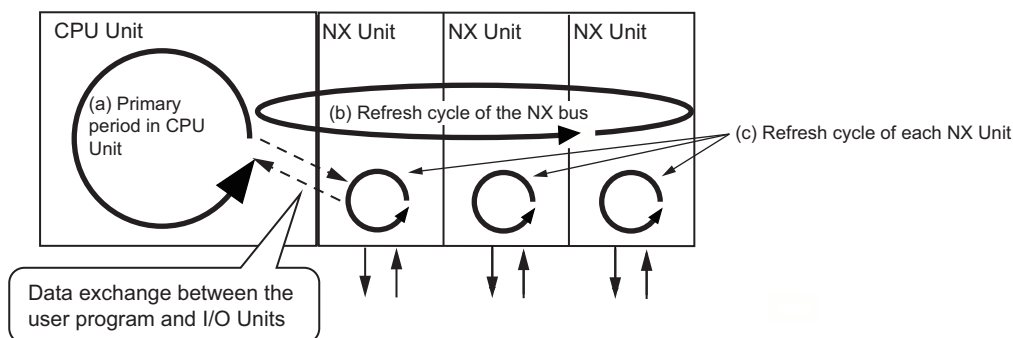 CPU Unit
NX Unit
NX Unit
NX Unit
(a) Primary
period in CPU
Unit
(b) Refresh cycle of the NX bus
(c) Refresh cycle of each NX Unit
Data exchange between the
user program and I/O Units